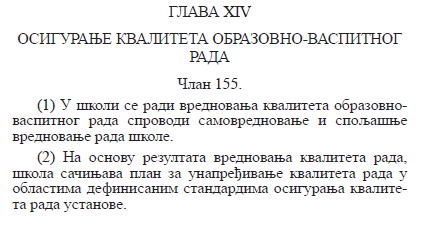 ГЛАВА XIV
ОСИГУРАЊЕ КВАЛИТЕТА ОБРАЗОВНО-ВАСПИТНОГ
РАДА
Члан 155.
(1) У школи се ради вредновања квалитета образовно-
васпитног рада спроводи самовредновање и спољашње
вредновање рада школе.
(2) На основу резултата вредновања квалитета рада,
школа сачињава план за унапређивање квалитета рада у
областима дефинисаним стандардима осигурања квалите-
та рада установе.